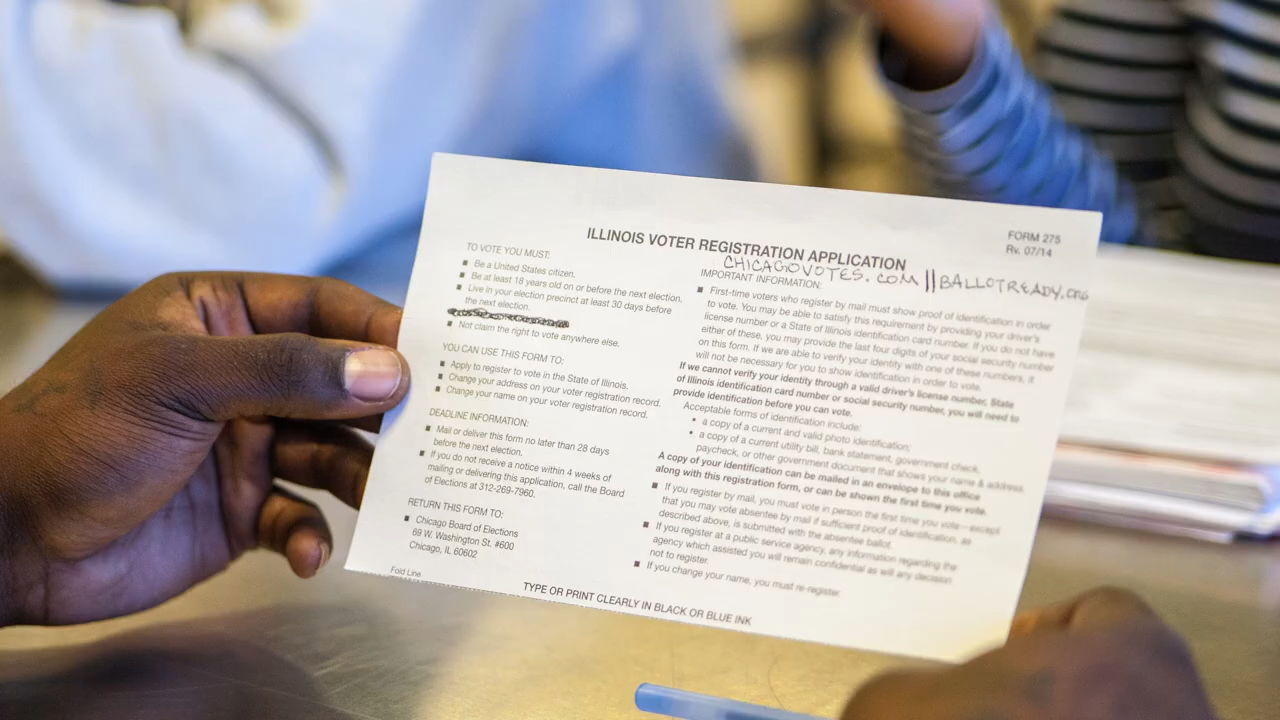 ILLINOIS VOTER REGISTRATION APPLICATION
FORM 275
Rv. 07/14
CHICAGOVOTES.COM || BALLOTREADY.ORG
TO VOTE YOU MUST:
■ Be a United States citizen.
■ Be at least 18 years old on or before the next election.
■ Live in your election precinct at least 30 days before
the next election.
■ Not claim the right to vote anywhere else.
YOU CAN USE THIS FORM TO:
■ Apply to register to vote in the State of Illinois.
■ Change your address on your voter registration record.
■ Change your name on your voter registration record.
DEADLINE INFORMATION:
■ Mail or deliver this form no later than 28 days
before the next election.
■ If you do not receive a notice within 4 weeks of
mailing or delivering this application, call the Board
of Elections at 312-269-7960.
RETURN THIS FORM TO:
■ Chicago Board of Elections
69 W. Washington St. #600
Chicago, IL 60602
Fold Line
IMPORTANT INFORMATION:
■ First-time voters who register by mail must show proof of identification in order
to vote. You may be able to satisfy this requirement by providing your driver's
license number or a State of Illinois identification card number. If you do not have
either of these, you may provide the last four digits of your social security number
on this form. If we are able to verify your identity with one of these numbers, it
will not be necessary for you to show identification in order to vote.
If we cannot verify your identity through a valid driver's license number, State
of Illinois identification card number or social security number, you will need to
provide identification before you can vote.
Acceptable forms of identification include:
• a copy of a current and valid photo identification;
• a copy of a current utility bill, bank statement, government check,
paycheck, or other government document that shows your name & address.
A copy of your identification can be mailed in an envelope to this office
along with this registration form, or can be shown the first time you vote.
■ If you register by mail, you must vote in person the first time you vote—except
that you may vote absentee by mail if sufficient proof of identification, as
described above, is submitted with the absentee ballot.
■ If you register at a public service agency, any information regarding the
agency which assisted you will remain confidential as will any decision
not to register.
■ If you change your name, you must re-register.
TYPE OR PRINT CLEARLY IN BLACK OR BLUE INK